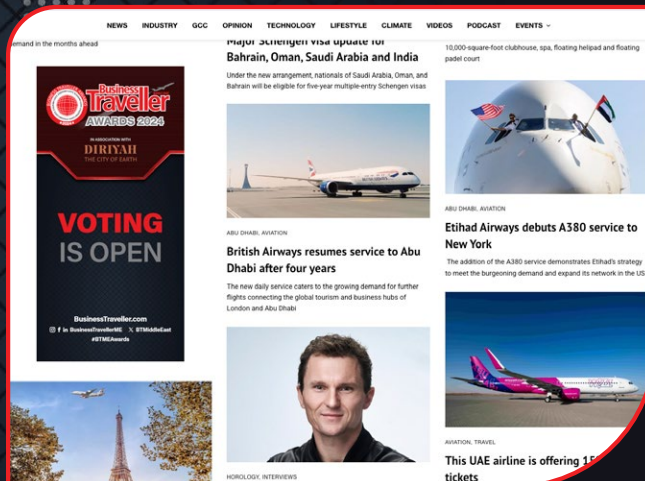 NEWS INDUSTRY GCC OPINION TECHNOLOGY LIFESTYLE CLIMATE VIDEOS PODCAST EVENTS
emand in the months ahead
Business
Traveller
AWARDS 2024
IN ASSOCIATION WITH
DIRIYAH
THE CITY OF EARTH
VOTING
IS OPEN
BusinessTraveller.com
BusinessTravellerME BTMiddleEast
#BTMEAwards
Major Schengen visa update for
Bahrain, Oman, Saudi Arabia and India
Under the new arrangement, nationals of Saudi Arabia, Oman, and
Bahrain will be eligible for five-year multiple-entry Schengen visas
ABU DHABI, AVIATION
British Airways resumes service to Abu
Dhabi after four years
The new daily service caters to the growing demand for further
flights connecting the global tourism and business hubs of
London and Abu Dhabi
HOROLOGY, INTERVIEWS
10,000-square-foot clubhouse, spa, floating helipad and floating
padel court
ABU DHABI, AVIATION
Etihad Airways debuts A380 service to
New York
The addition of the A380 service demonstrates Etihad's strategy
to meet the burgeoning demand and expand its network in the US
AVIATION, TRAVEL
This UAE airline is offering
tickets